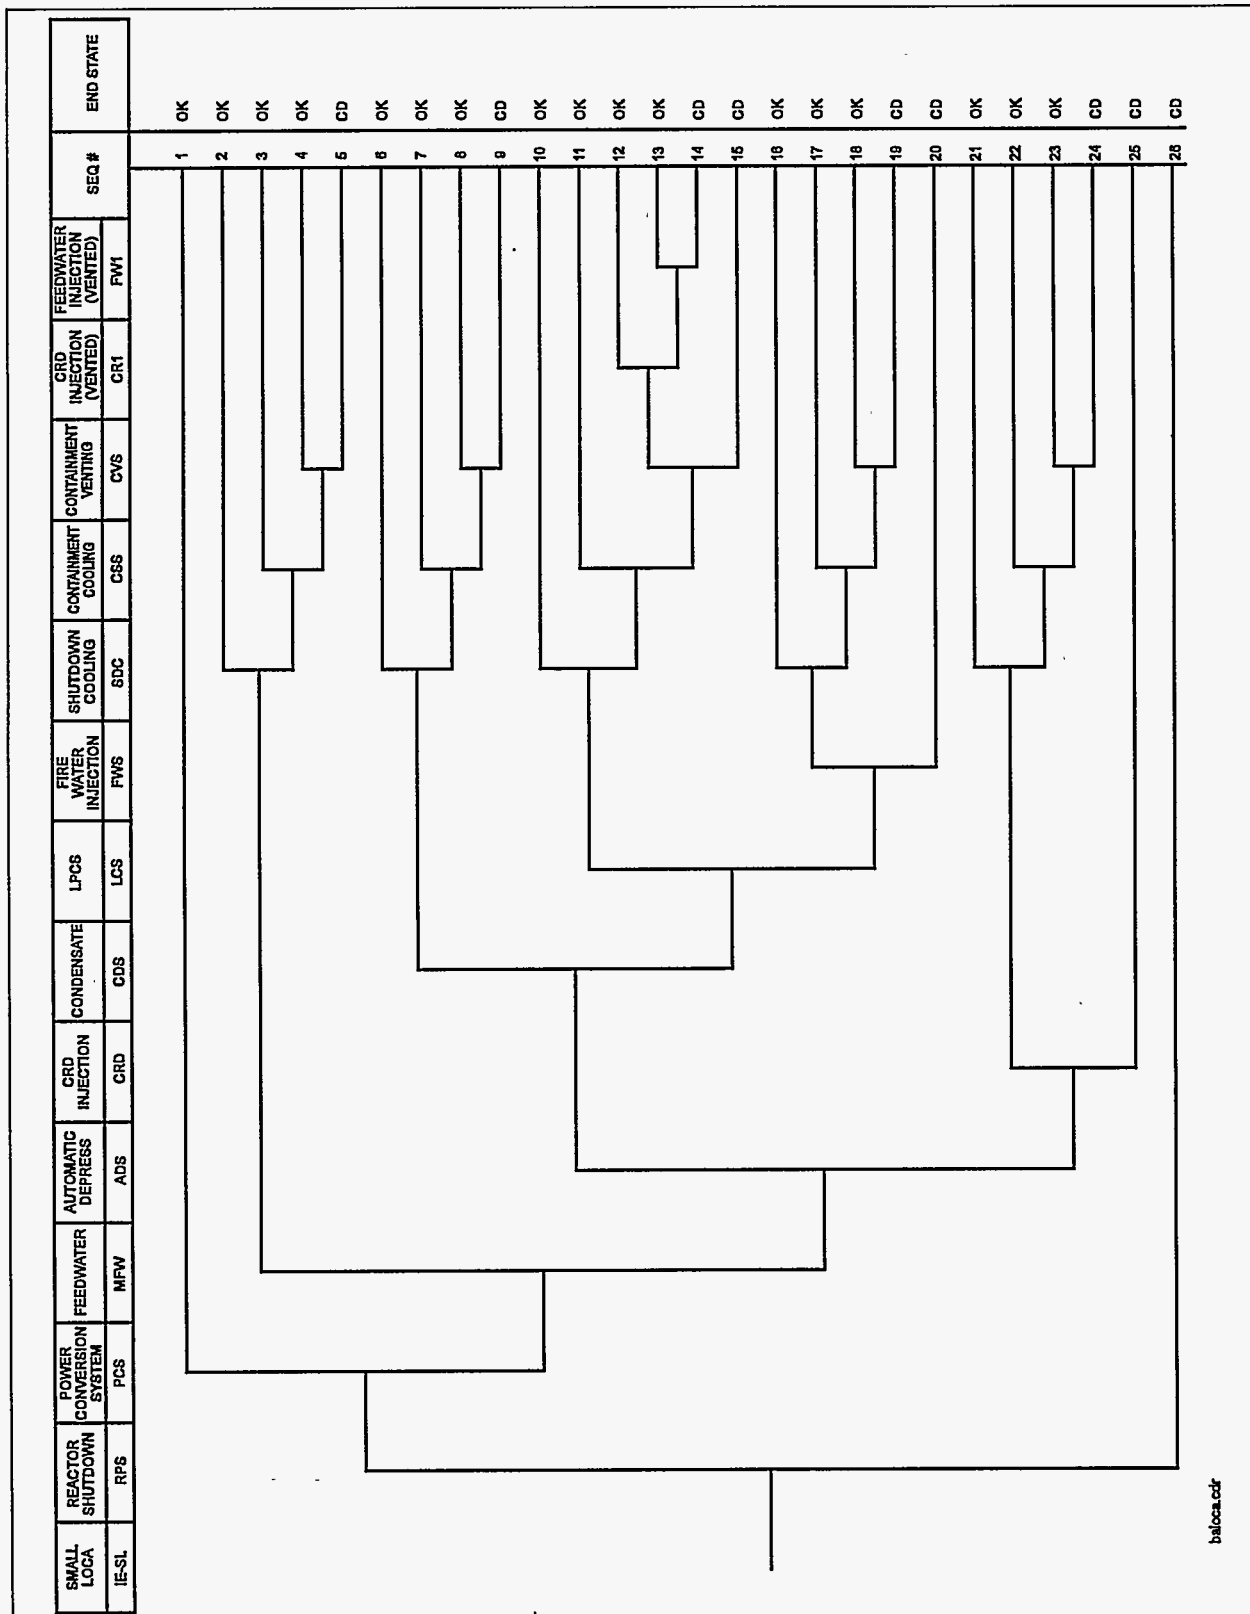 SMALL
LOCA
REACTOR
SHUTDOWN
POWER
CONVERSION
SYSTEM
FEEDWATER
AUTOMATIC
DEPRESS
CRD
INJECTION
CONDENSATE
LPCS
FIRE
WATER
INJECTION
SHUTDOWN
COOLING
CONTAINMENT
COOLING
CONTAINMENT
VENTING
CRD
INJECTION
(VENTED)
FEEDWATER
INJECTION
(VENTED)
SEQ #
END STATE
IE-SL
RPS
PCS
MFW
ADS
CRD
CDS
LCS
FWS
SDC
CSS
CVS
CR1
FW1
1 OK
2 OK
3 OK
4 OK
5 CD
6 OK
7 OK
8 OK
9 CD
10 OK
11 OK
12 OK
13 OK
14 CD
15 CD
16 OK
17 OK
18 OK
19 CD
20 CD
21 OK
22 OK
23 OK
24 CD
25 CD
26 CD
baloca.cdr